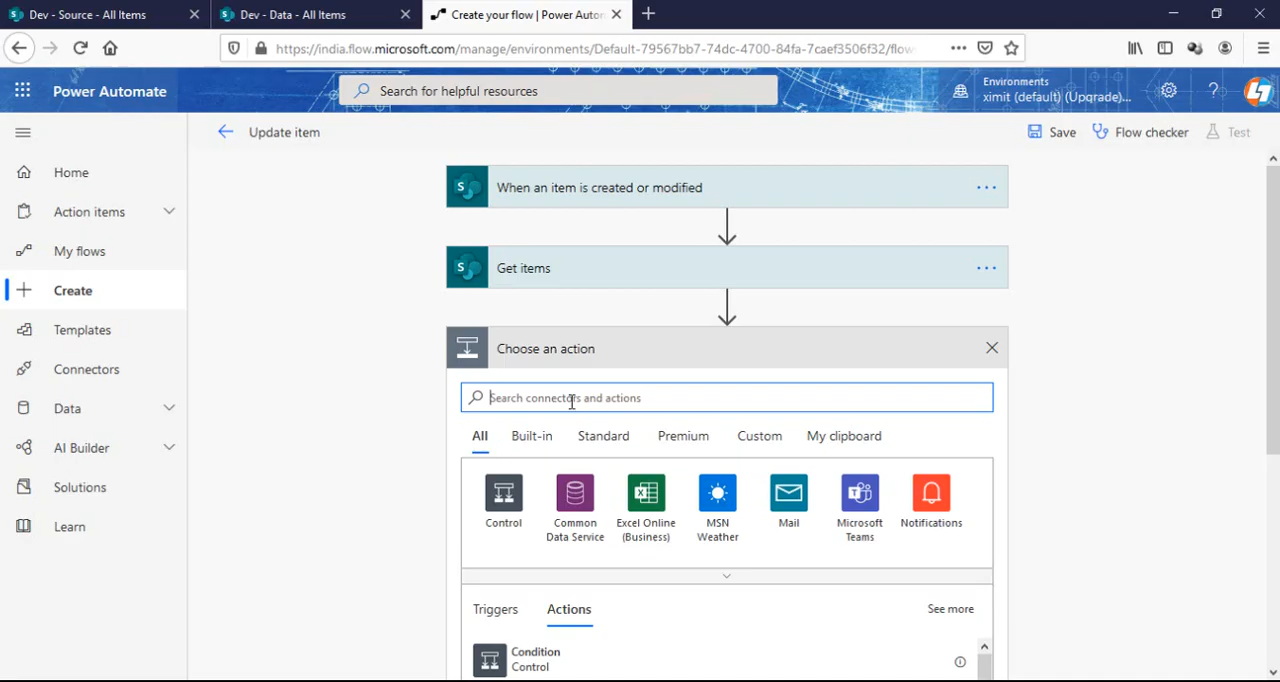 Dev - Source - All Items
Dev - Data - All Items
Create your flow | Power Auto
https://india.flow.microsoft.com/manage/environments/Default-79567bb7-74dc-4700-84fa-7caef3506f32/flow
Power Automate
Search for helpful resources
Environments
ximit (default) (Upgrade)...
Update item
Save
Flow checker
Test
Home
Action items
My flows
Create
Templates
Connectors
Data
AI Builder
Solutions
Learn
When an item is created or modified
Get items
Choose an action
Search connectors and actions
All
Built-in
Standard
Premium
Custom
My clipboard
Control
Common
Data Service
Excel Online
(Business)
MSN
Weather
Mail
Microsoft
Teams
Notifications
Triggers
Actions
See more
Condition
Control